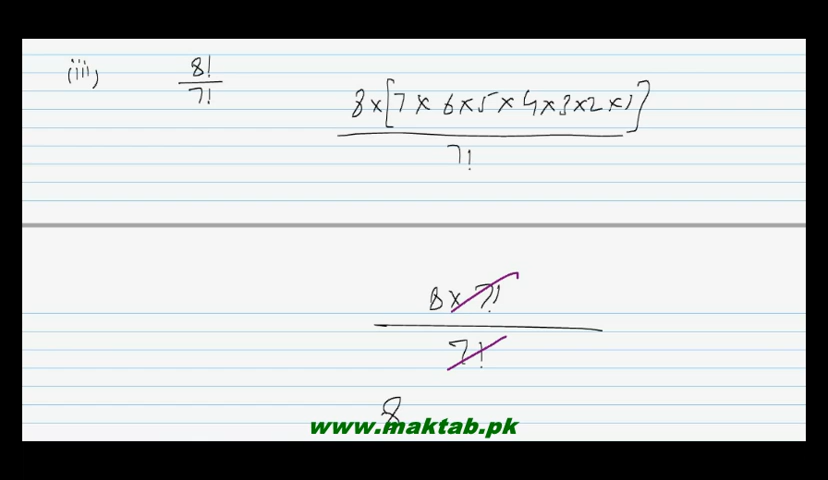 (iii) 8!
7!
8 × [7 × 6 × 5 × 4 × 3 × 2 × 1]
7!
8 × 7!
7!
8
www.maktab.pk